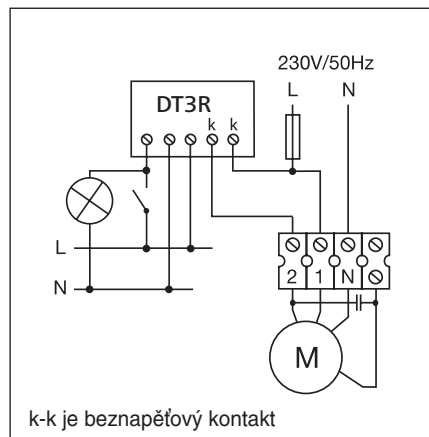 230V/50Hz
L N
DT3R
k k
L
N
2 1 N
M
k-k je beznapěťový kontakt